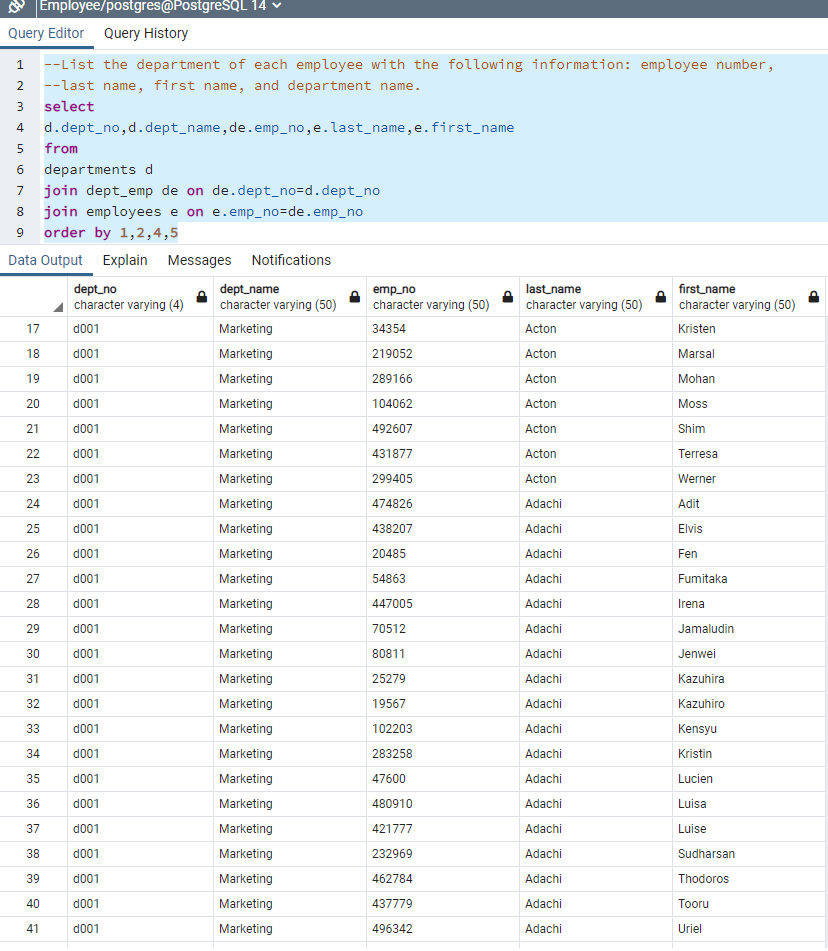 Employee/postgres@PostgreSQL 14
Query Editor Query History
1 --List the department of each employee with the following information: employee number,
2 --last name, first name, and department name.
3 select
4 d.dept_no,d.dept_name,de.emp_no,e.last_name,e.first_name
5 from
6 departments d
7 join dept_emp de on de.dept_no=d.dept_no
8 join employees e on e.emp_no=de.emp_no
9 order by 1,2,4,5
Data Output Explain Messages Notifications
dept_no dept_name emp_no last_name first_name
character varying (4) character varying (50) character varying (50) character varying (50) character varying (50)
17 d001 Marketing 34354 Acton Kristen
18 d001 Marketing 219052 Acton Marsal
19 d001 Marketing 289166 Acton Mohan
20 d001 Marketing 104062 Acton Moss
21 d001 Marketing 492607 Acton Shim
22 d001 Marketing 431877 Acton Terresa
23 d001 Marketing 299405 Acton Werner
24 d001 Marketing 474826 Adachi Adit
25 d001 Marketing 438207 Adachi Elvis
26 d001 Marketing 20485 Adachi Fen
27 d001 Marketing 54863 Adachi Fumitaka
28 d001 Marketing 447005 Adachi Irena
29 d001 Marketing 70512 Adachi Jamaludin
30 d001 Marketing 80811 Adachi Jenwei
31 d001 Marketing 25279 Adachi Kazuhira
32 d001 Marketing 19567 Adachi Kazuhiro
33 d001 Marketing 102203 Adachi Kensyu
34 d001 Marketing 283258 Adachi Kristin
35 d001 Marketing 47600 Adachi Lucien
36 d001 Marketing 480910 Adachi Luisa
37 d001 Marketing 421777 Adachi Luise
38 d001 Marketing 232969 Adachi Sudharsan
39 d001 Marketing 462784 Adachi Thodoros
40 d001 Marketing 437779 Adachi Tooru
41 d001 Marketing 496342 Adachi Uriel